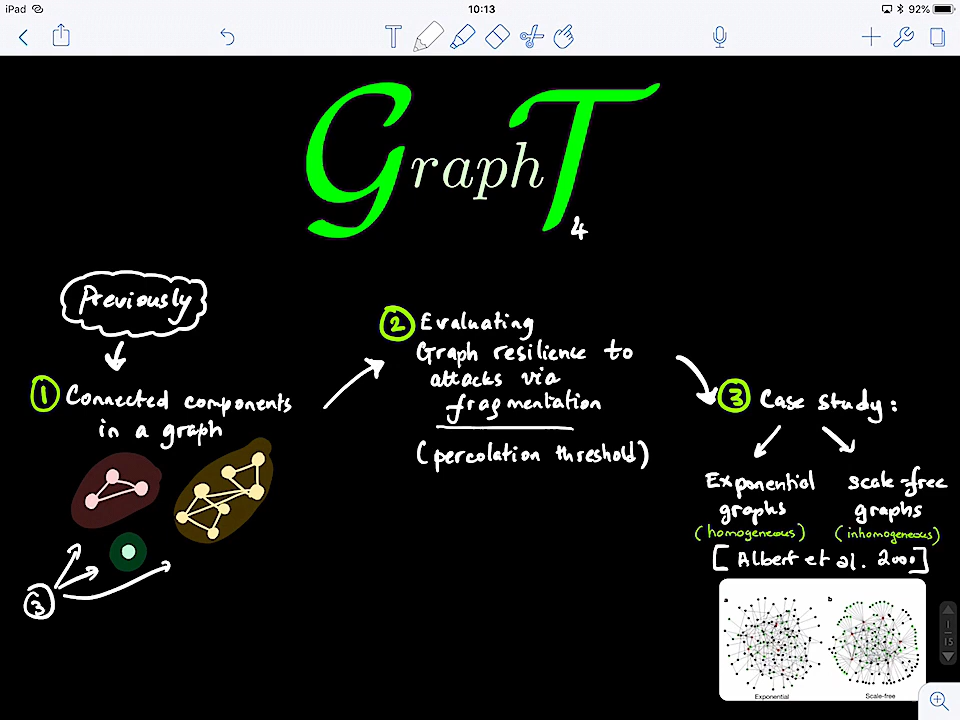 iPad
10:13
92%
T
GraphT
4
Previously
1 Connected components
in a graph
3
2 Evaluating
Graph resilience to
attacks via
fragmentation
(percolation threshold)
3 Case study:
Exponential
graphs
(homogeneous)
scale-free
graphs
(inhomogeneous)
[Albert et al. 2000]
a
b
Exponential
Scale-free
1
15